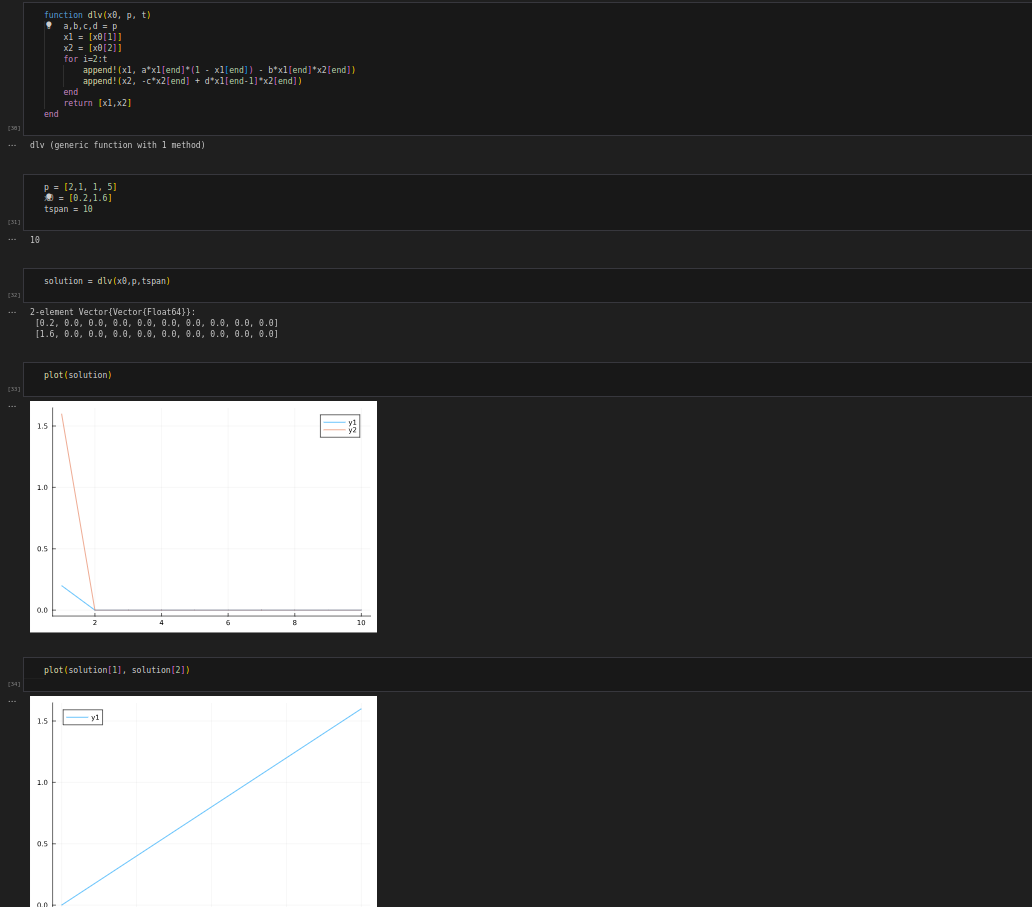 function dlv(x0, p, t)
a,b,c,d = p
x1 = [x0[1]]
x2 = [x0[2]]
for i=2:t
append!(x1, a*x1[end]*(1 - x1[end]) - b*x1[end]*x2[end])
append!(x2, -c*x2[end] + d*x1[end-1]*x2[end])
end
return [x1,x2]
end
[30]
... dlv (generic function with 1 method)
p = [2,1, 1, 5]
= [0.2,1.6]
tspan = 10
[31]
... 10
solution = dlv(x0,p,tspan)
[32]
... 2-element Vector{Vector{Float64}}:
[0.2, 0.0, 0.0, 0.0, 0.0, 0.0, 0.0, 0.0, 0.0, 0.0]
[1.6, 0.0, 0.0, 0.0, 0.0, 0.0, 0.0, 0.0, 0.0, 0.0]
plot(solution)
[33]
...
y1
y2
1.5
1.0
0.5
0.0
2 4 6 8 10
plot(solution[1], solution[2])
[34]
...
y1
1.5
1.0
0.5
0.0